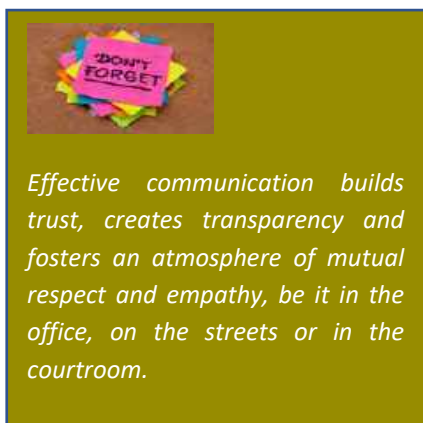 "DON'T
FORGET
Effective communication builds
trust, creates transparency and
fosters an atmosphere of mutual
respect and empathy, be it in the
office, on the streets or in the
courtroom.